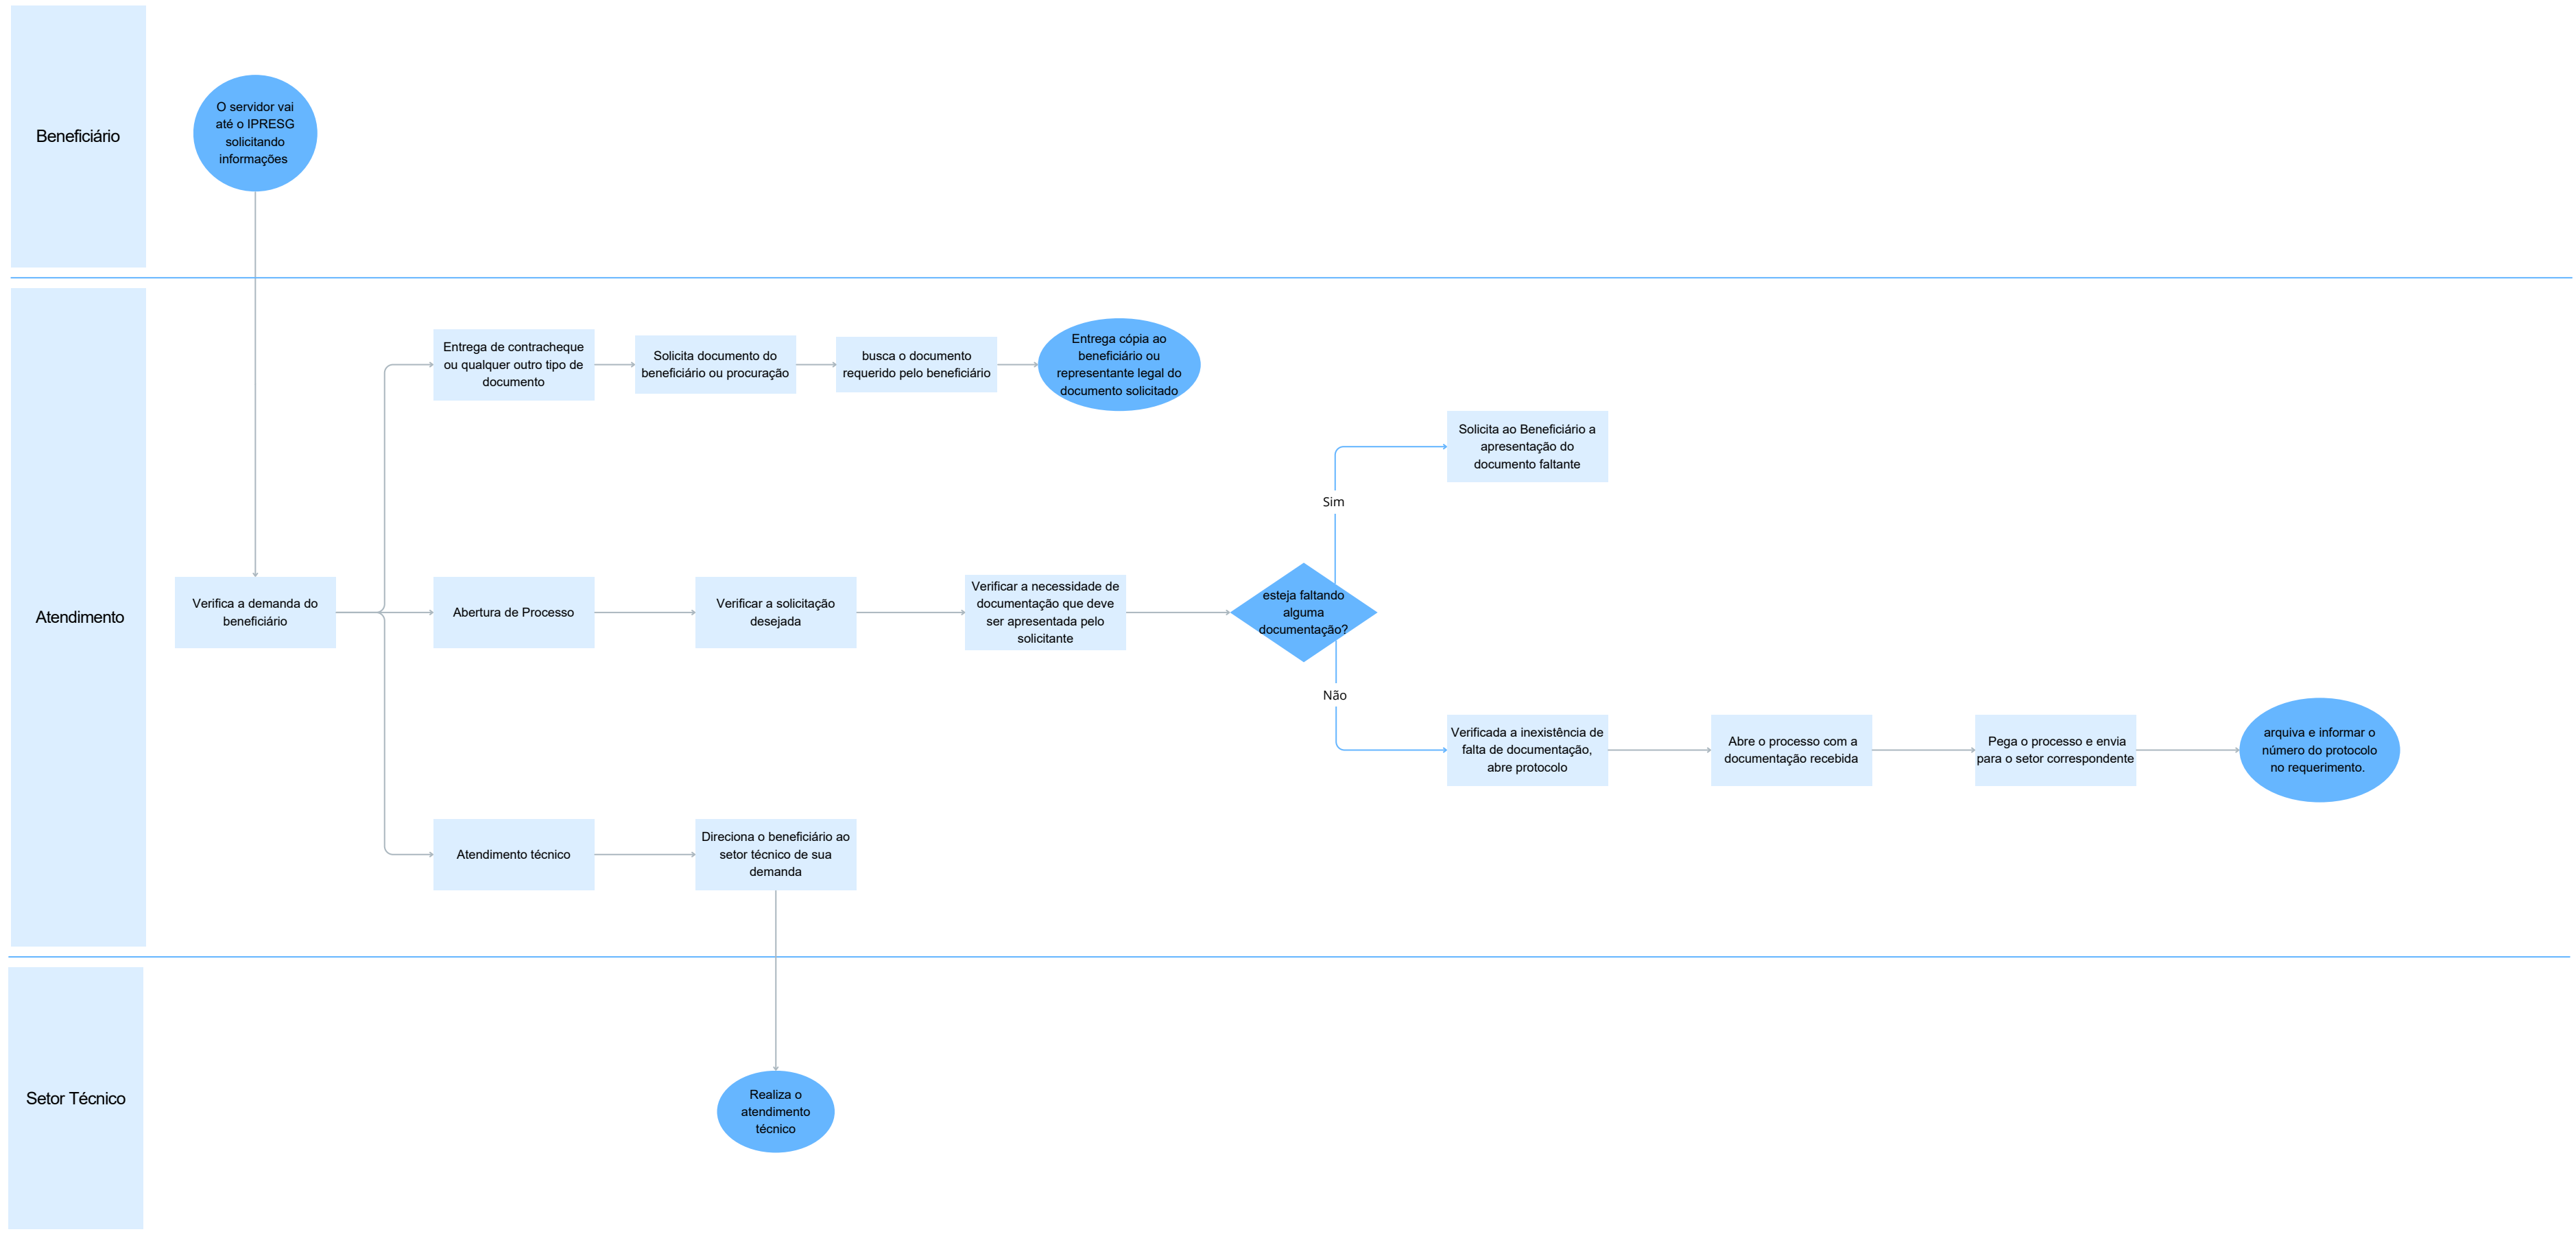 Beneficiário
O servidor vai
até o IPRESG
solicitando
informações
Atendimento
Verifica a demanda do
beneficiário
Entrega de contracheque
ou qualquer outro tipo de
documento
Solicita documento do
beneficiário ou procuração
busca o documento
requerido pelo beneficiário
Entrega cópia ao
beneficiário ou
representante legal do
documento solicitado
Abertura de Processo
Verificar a solicitação
desejada
Verificar a necessidade de
documentação que deve
ser apresentada pelo
solicitante
esteja faltando
alguma
documentação?
Sim
Solicita ao Beneficiário a
apresentação do
documento faltante
Não
Verificada a inexistência de
falta de documentação,
abre protocolo
Abre o processo com a
documentação recebida
Pega o processo e envia
para o setor correspondente
arquiva e informar o
número do protocolo
no requerimento.
Atendimento técnico
Direciona o beneficiário ao
setor técnico de sua
demanda
Setor Técnico
Realiza o
atendimento
técnico